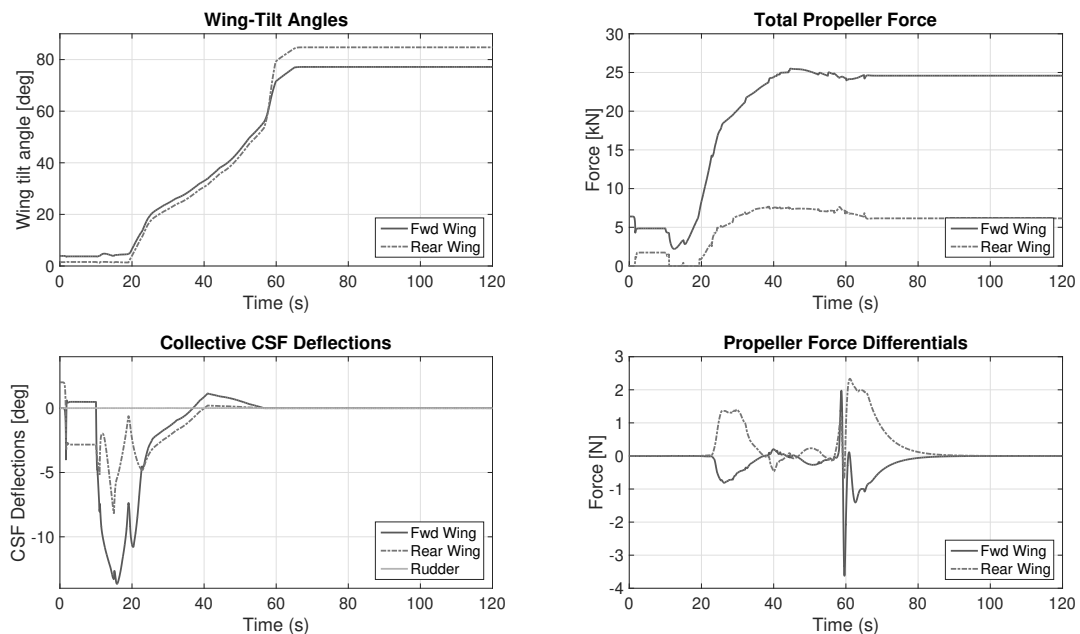 Wing-Tilt Angles
Wing tilt angle [deg]
80
60
40
20
0
0 20 40 60 80 100 120
Time (s)
Fwd Wing
Rear Wing
Total Propeller Force
Force [kN]
30
25
20
15
10
5
0
0 20 40 60 80 100 120
Time (s)
Fwd Wing
Rear Wing
Collective CSF Deflections
CSF Deflections [deg]
0
-5
-10
0 20 40 60 80 100 120
Time (s)
Fwd Wing
Rear Wing
Rudder
Propeller Force Differentials
Force [N]
3
2
1
0
-1
-2
-3
-4
0 20 40 60 80 100 120
Time (s)
Fwd Wing
Rear Wing